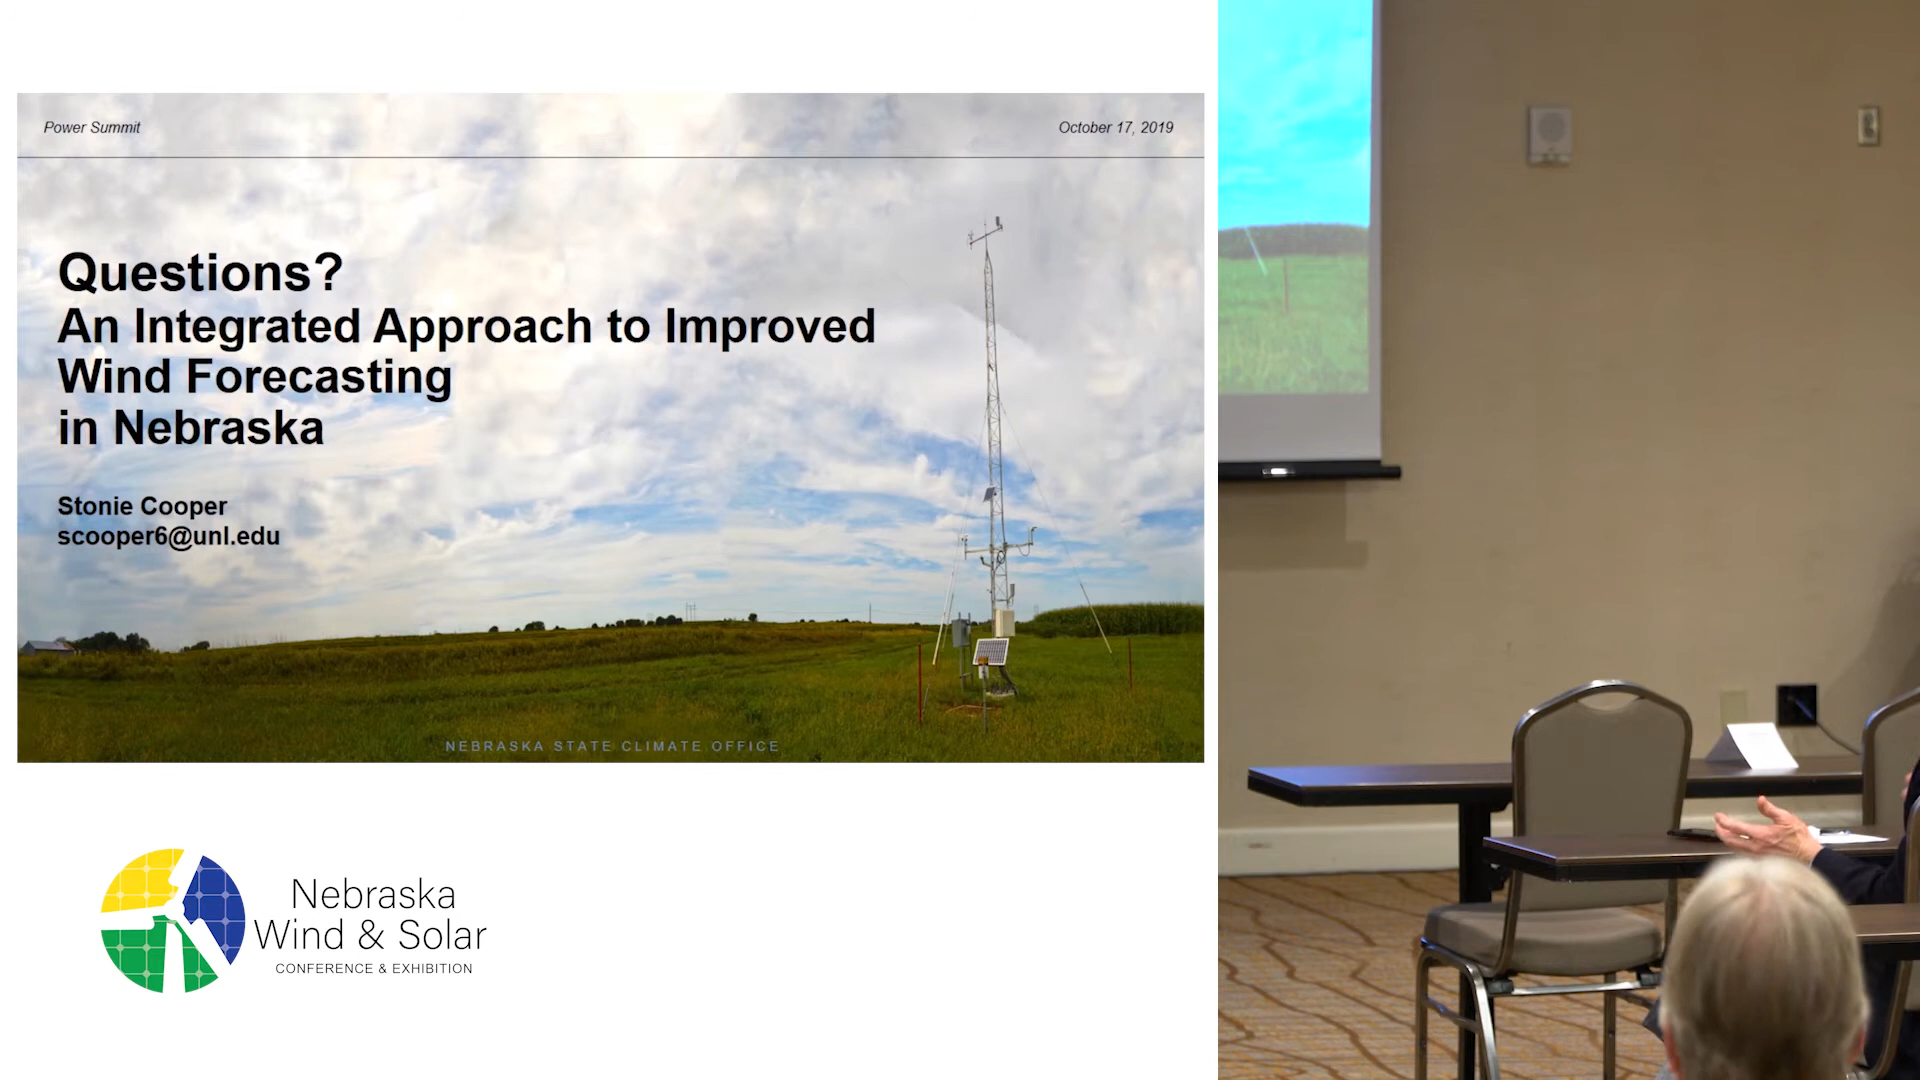 Power Summit
October 17, 2019
Questions?
An Integrated Approach to Improved
Wind Forecasting
in Nebraska
Stonie Cooper
scooper6@unl.edu
NEBRASKA STATE CLIMATE OFFICE
Nebraska
Wind & Solar
CONFERENCE & EXHIBITION